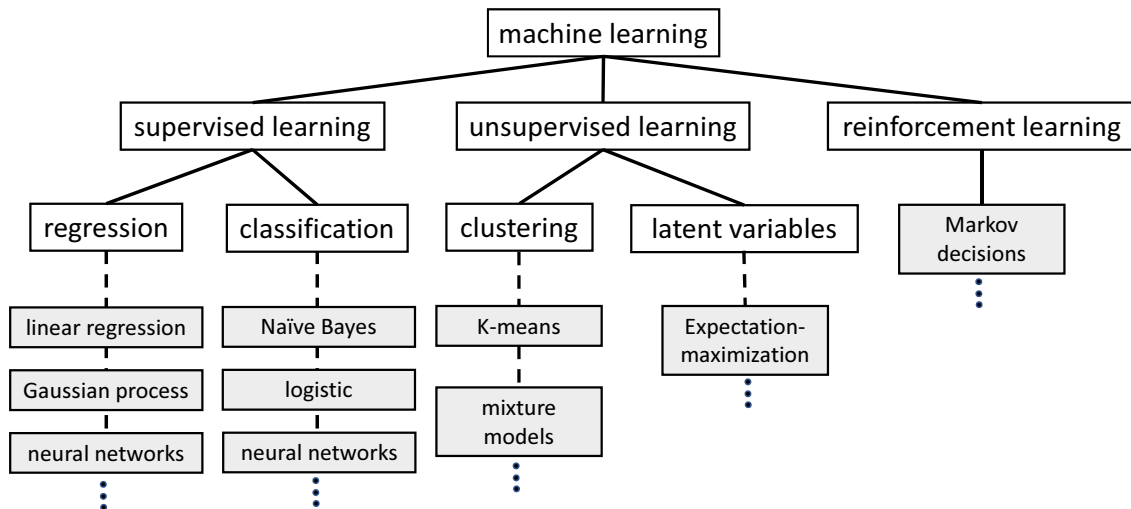 machine learning
supervised learning
unsupervised learning
reinforcement learning
regression
classification
clustering
latent variables
Markov
decisions
linear regression
Naïve Bayes
K-means
Expectation-
maximization
Gaussian process
logistic
mixture
models
neural networks
neural networks